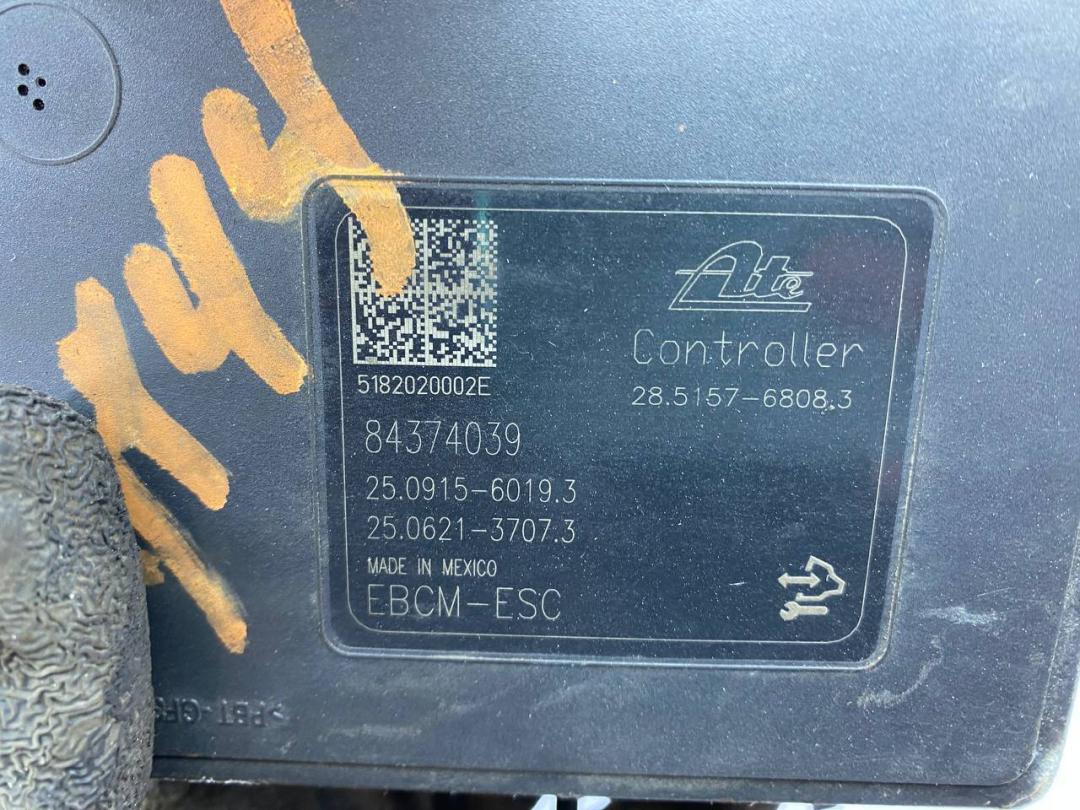 Ate
Controller
28.5157-6808.3
5182020002E
84374039
25.0915-6019.3
25.0621-3707.3
MADE IN MEXICO
EBCM-ESC